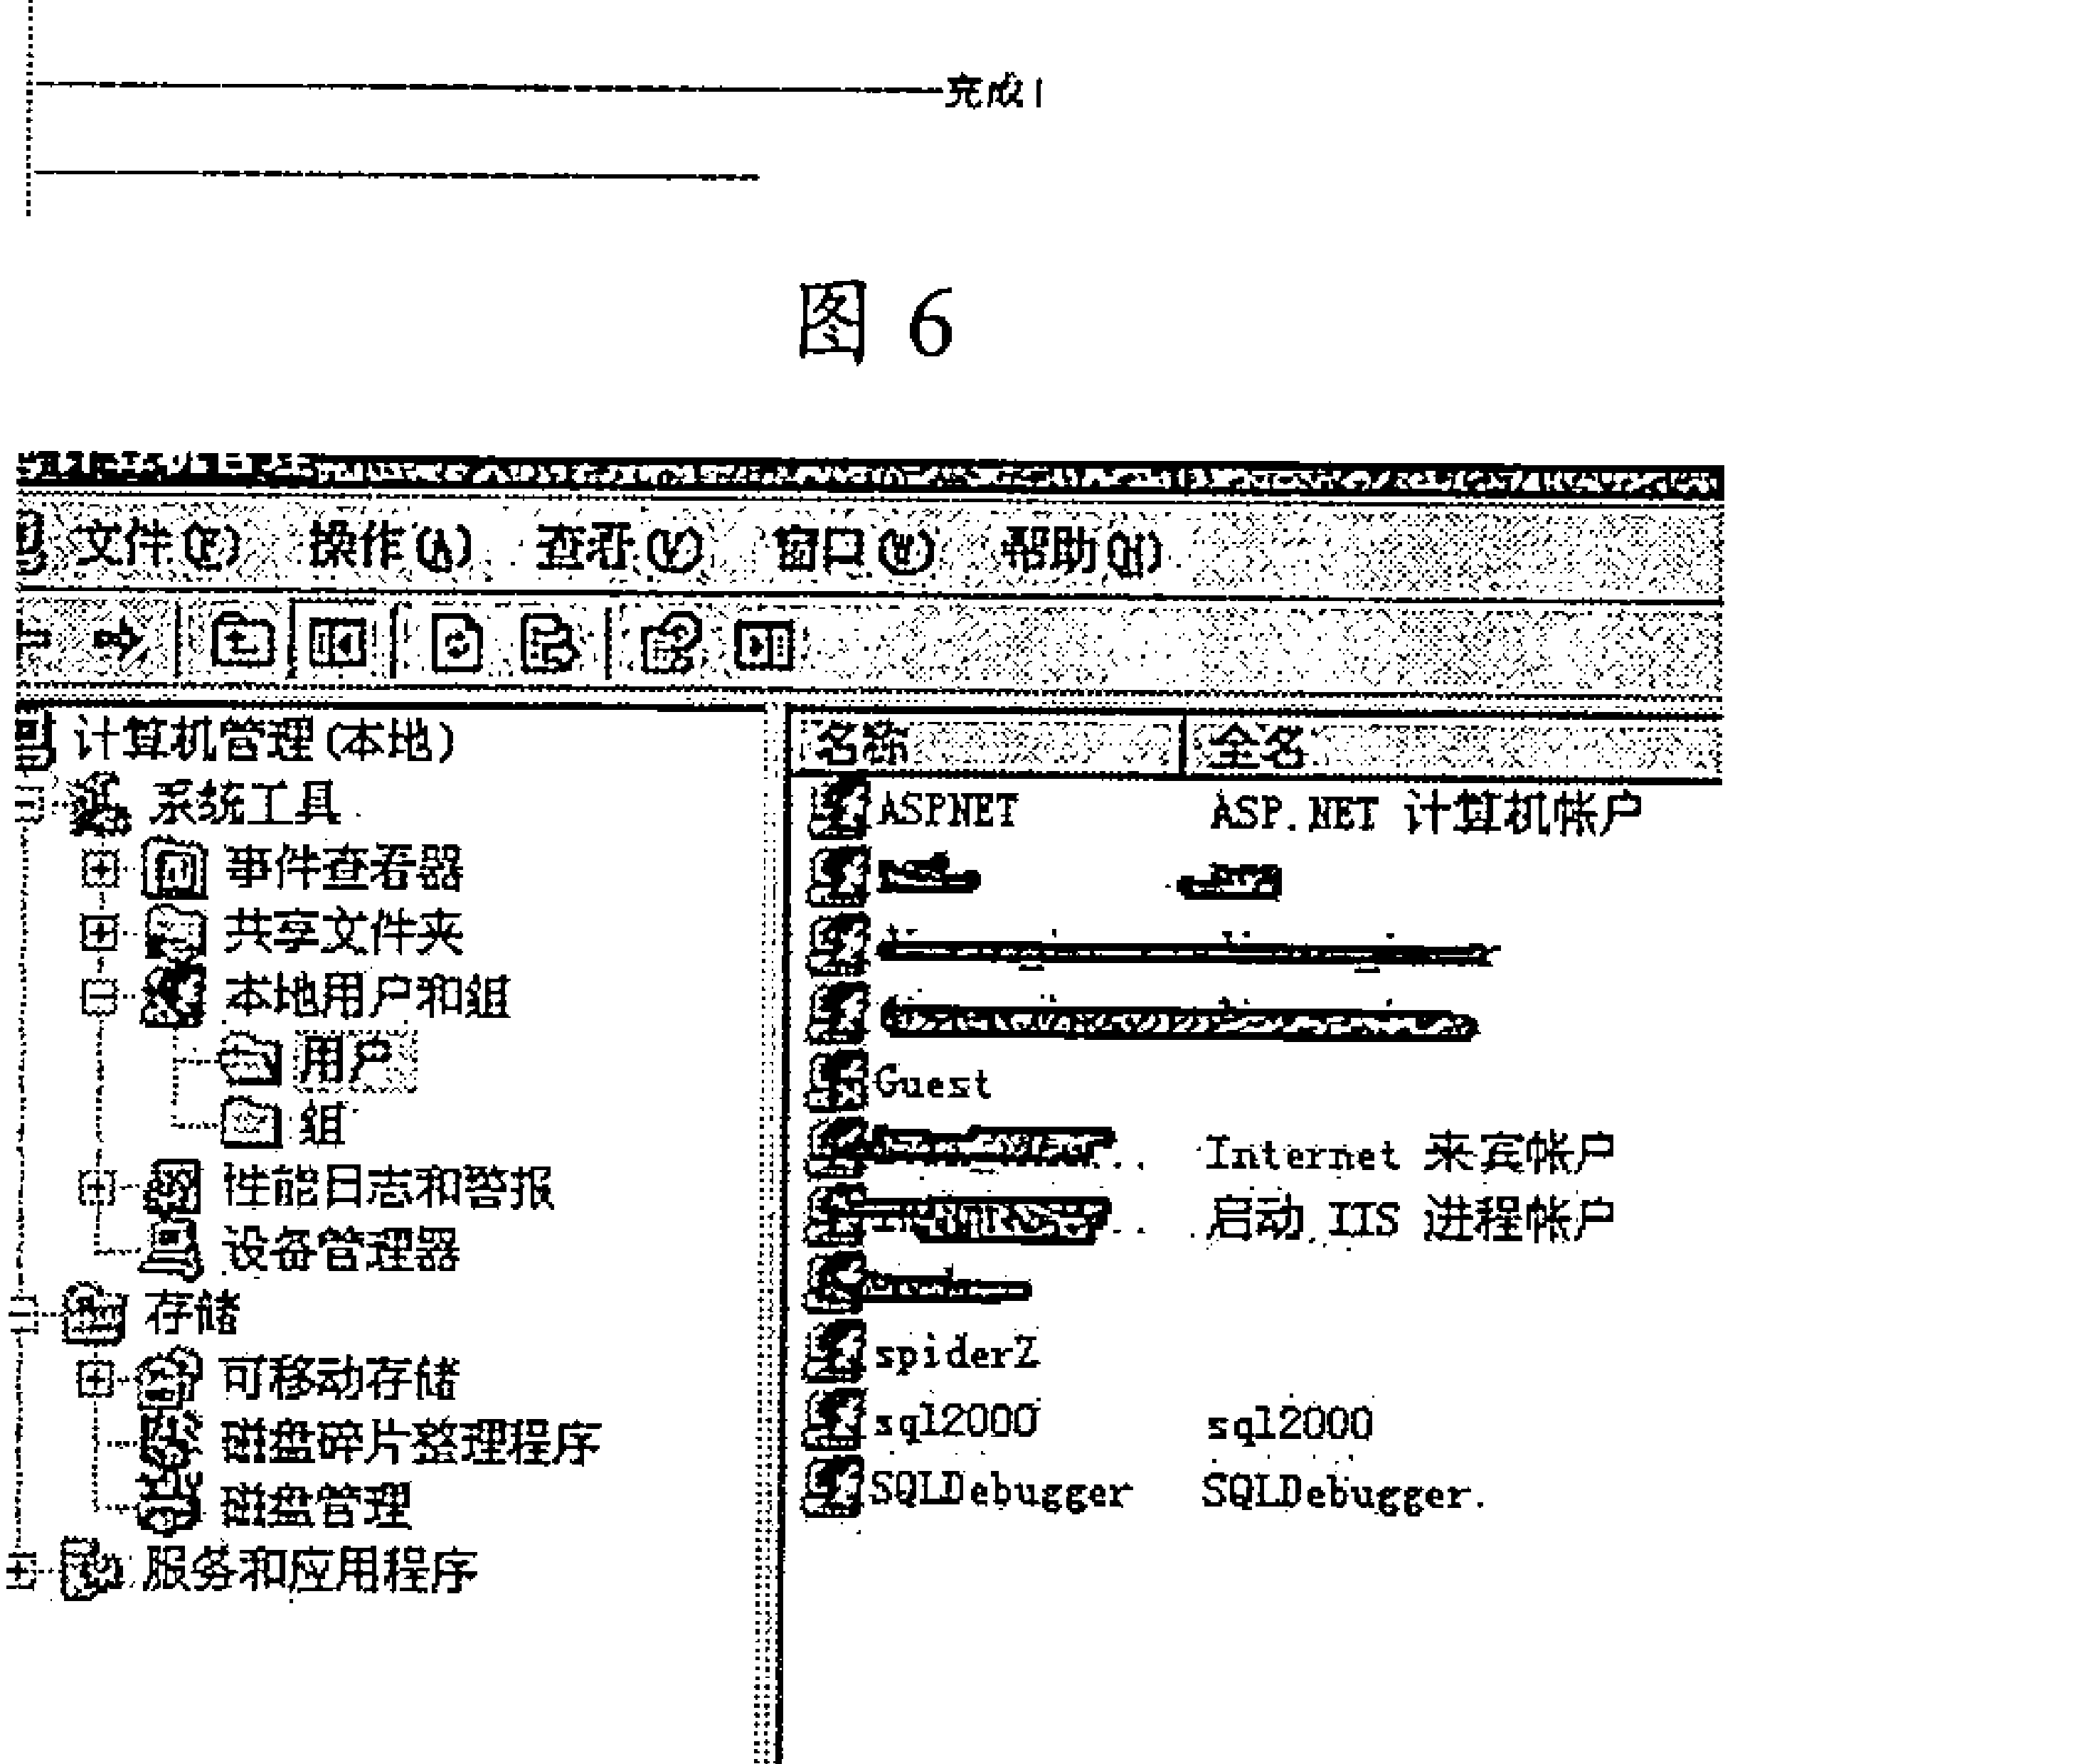 完成!
图 6
文件(F) 操作(A) 查看(V) 窗口(W) 帮助(H)
计算机管理(本地)
系统工具
事件查看器
共享文件夹
本地用户和组
用户
组
性能日志和警报
设备管理器
存储
可移动存储
磁盘碎片整理程序
磁盘管理
服务和应用程序
名称 全名
ASPNET ASP.NET 计算机帐户
Guest
... Internet 来宾帐户
... 启动 IIS 进程帐户
spider2
sql2000 sql2000
SQLDebugger SQLDebugger